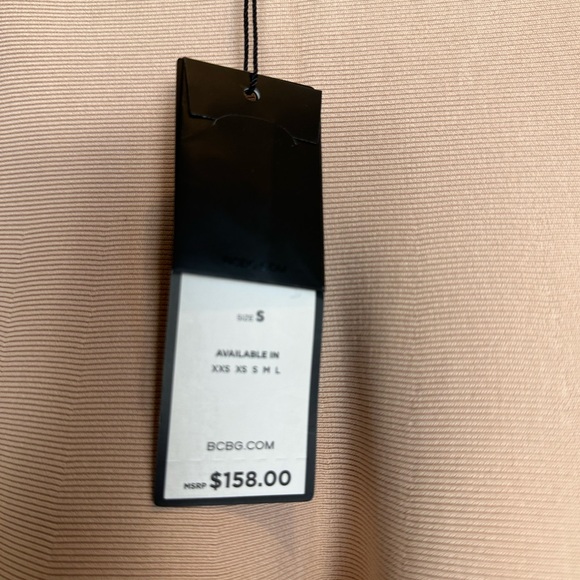 SIZE S
AVAILABLE IN
XXS XS S M L
BCBG.COM
MSRP $158.00